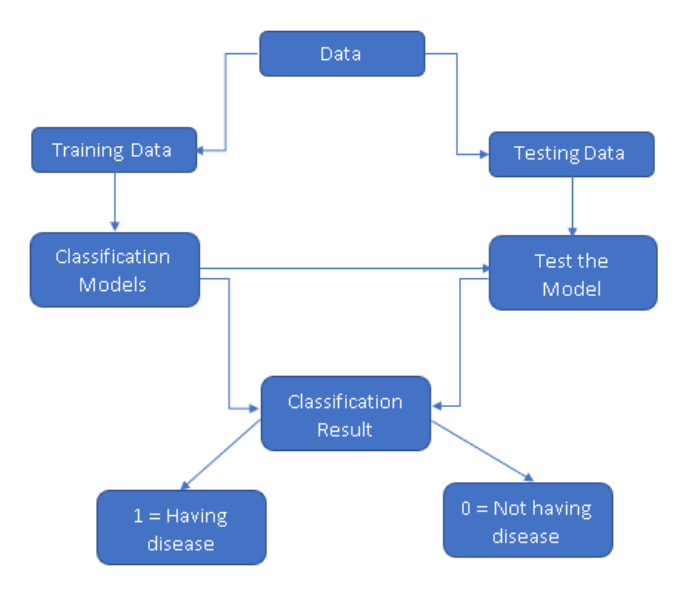 Data
Training Data
Testing Data
Classification
Models
Test the
Model
Classification
Result
1 = Having
disease
0 = Not having
disease